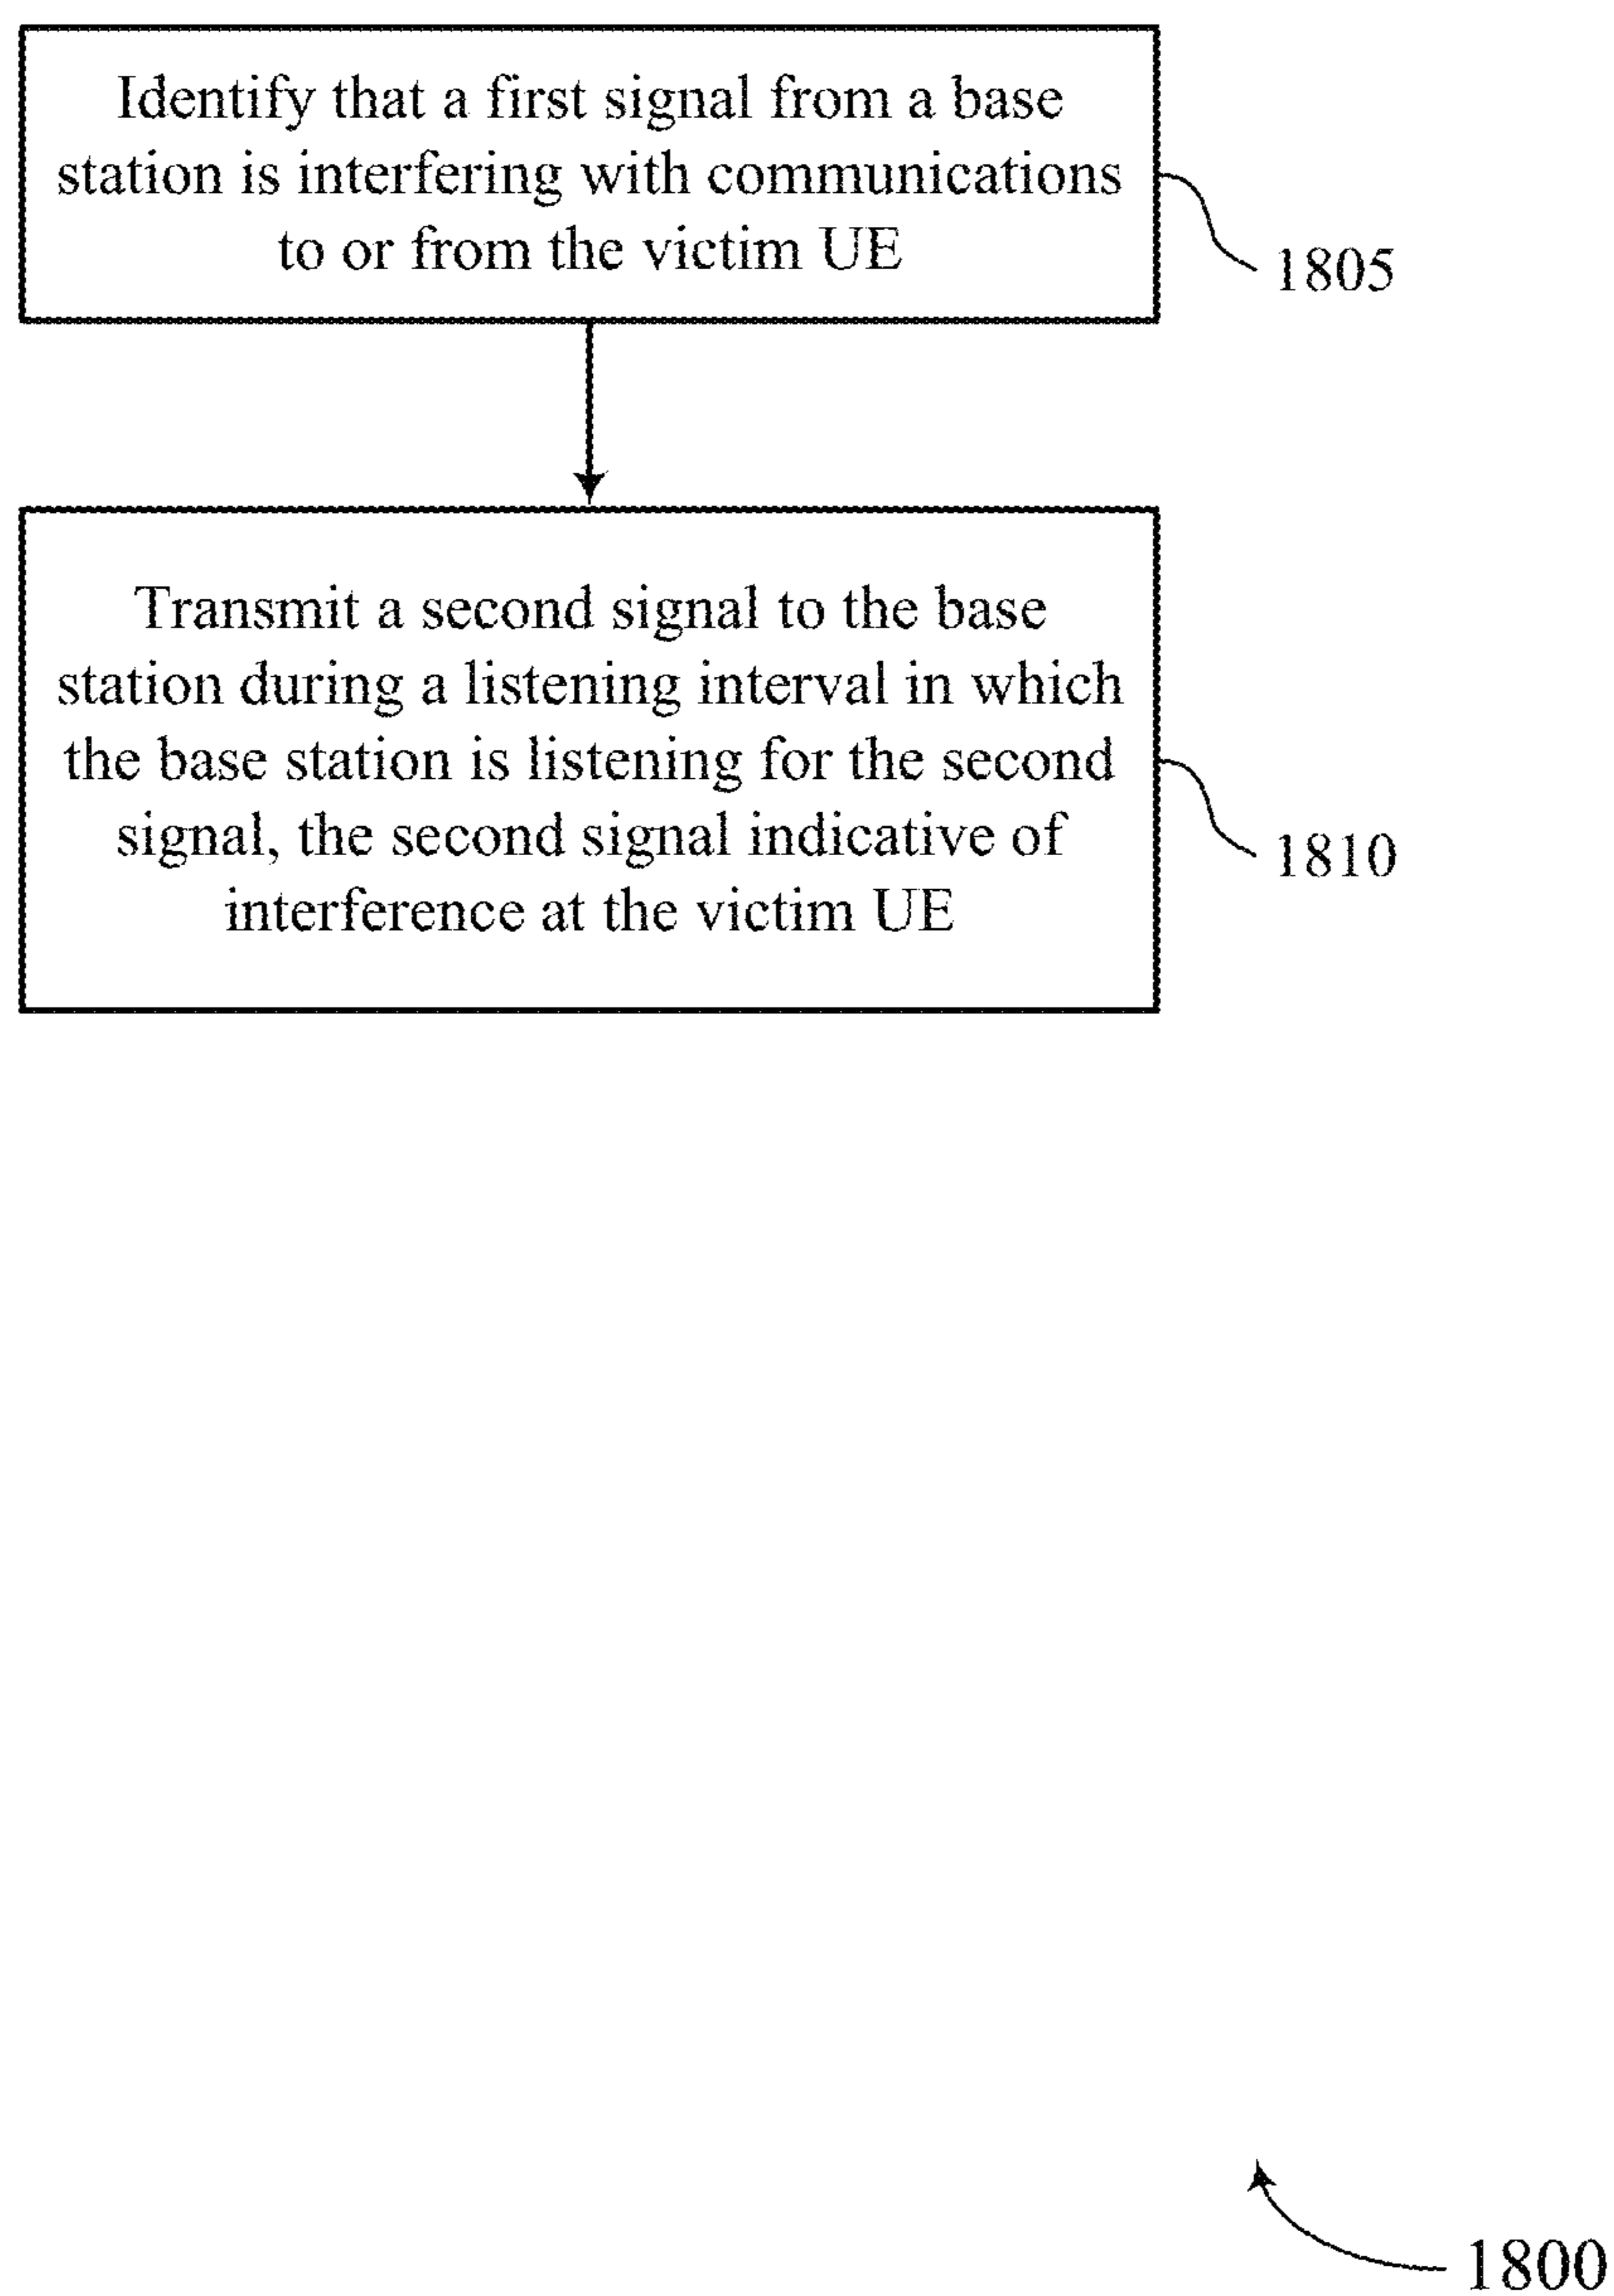 Identify that a first signal from a base
station is interfering with communications
to or from the victim UE
1805
Transmit a second signal to the base
station during a listening interval in which
the base station is listening for the second
signal, the second signal indicative of
interference at the victim UE
1810
1800